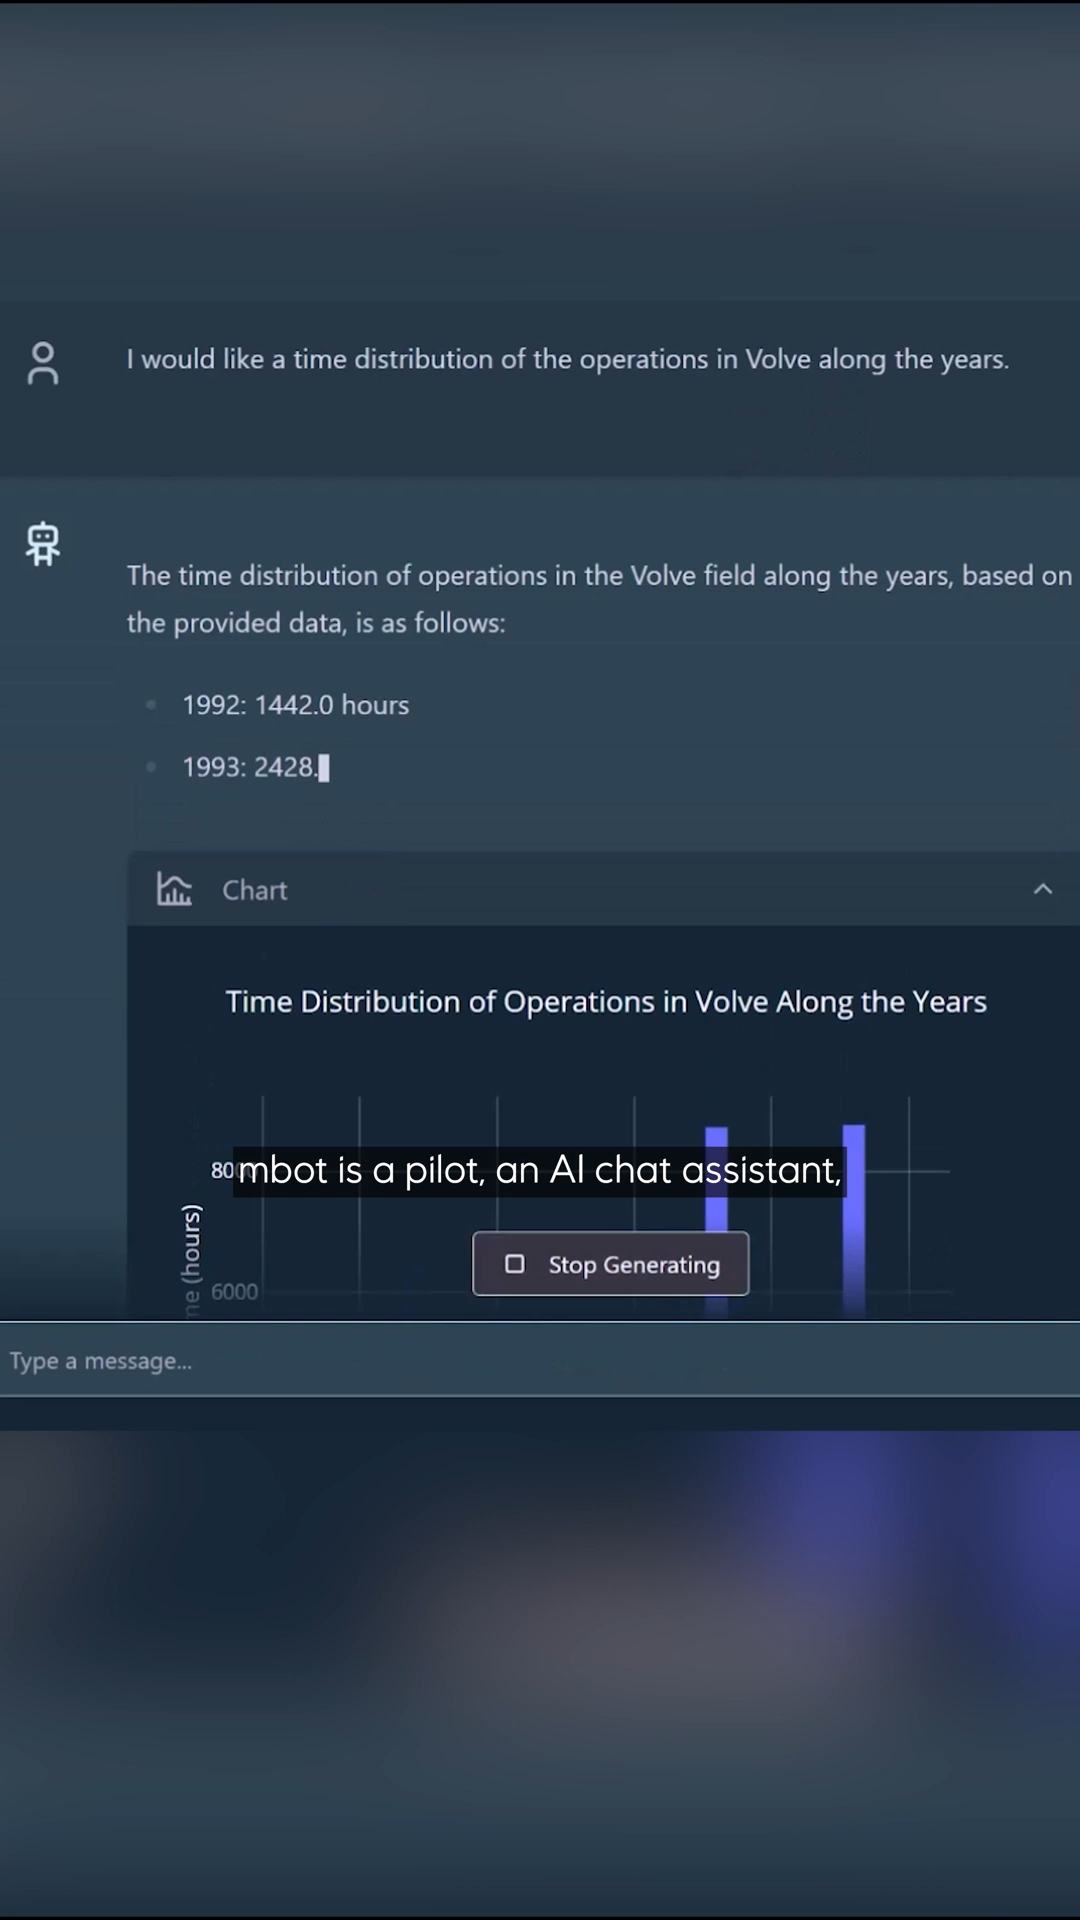 I would like a time distribution of the operations in Volve along the years.
The time distribution of operations in the Volve field along the years, based on
the provided data, is as follows:
1992: 1442.0 hours
1993: 2428.
Chart
Time Distribution of Operations in Volve Along the Years
mbot is a pilot, an AI chat assistant,
(hours)
6000
Stop Generating
Type a message...